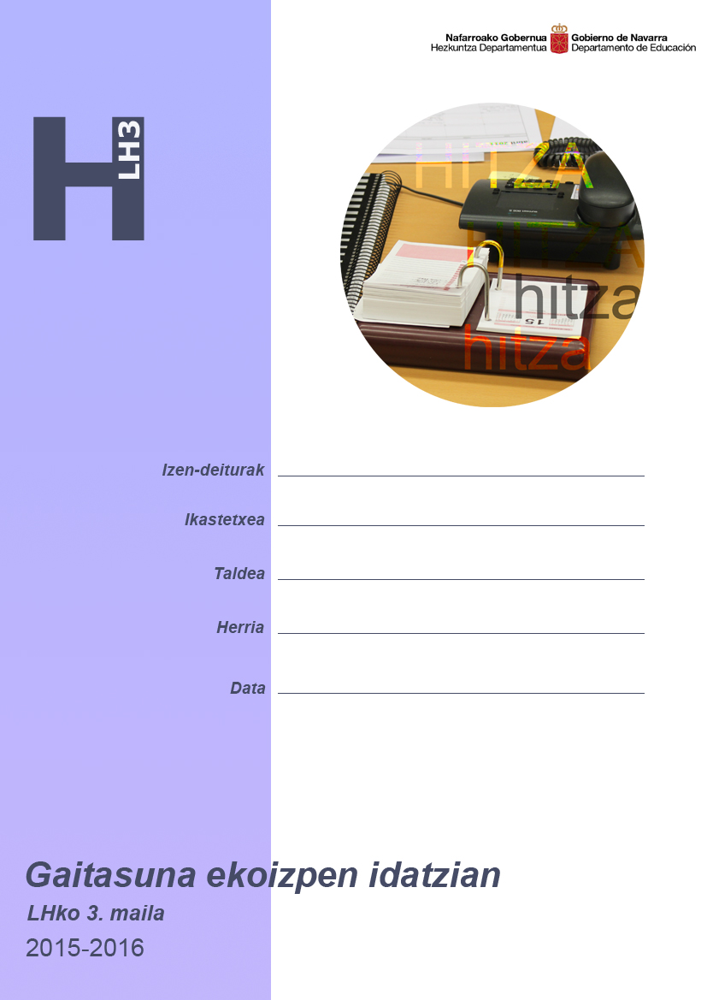 Nafarroako Gobernua
Hezkuntza Departamentua
Gobierno de Navarra
Departamento de Educación
H
LH3
HITZA
HITZA
hitza
15
hitza
Izen-deiturak
Ikastetxea
Taldea
Herria
Data
Gaitasuna ekoizpen idatzian
LHko 3. maila
2015-2016